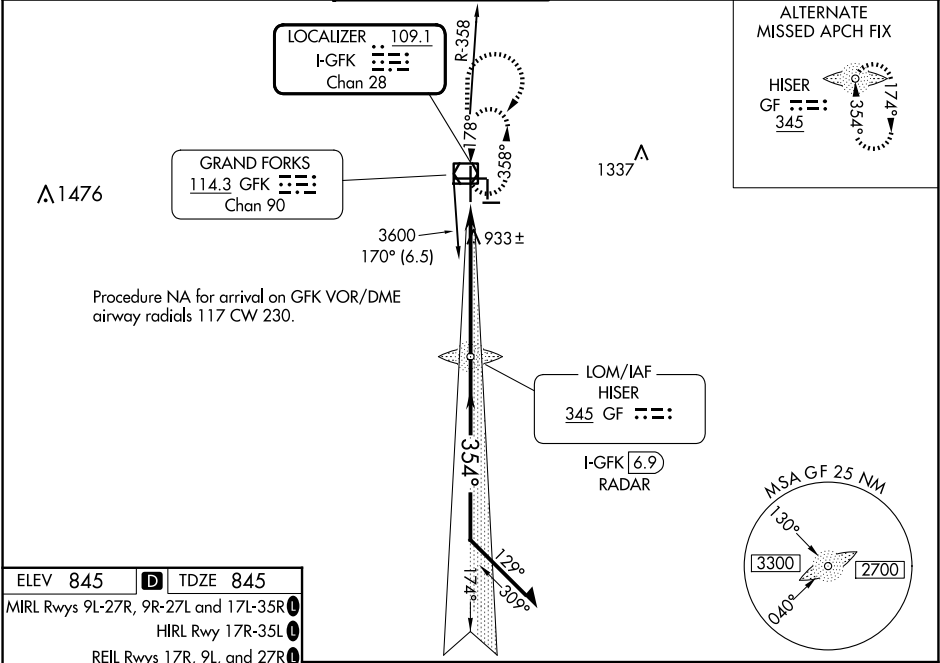 LOCALIZER 109.1
I-GFK
Chan 28
R-358
178°
358°
GRAND FORKS
114.3 GFK
Chan 90
1476
1337
3600
170° (6.5)
933±
Procedure NA for arrival on GFK VOR/DME
airway radials 117 CW 230.
ALTERNATE
MISSED APCH FIX
HISER
GF
345
354°
174°
LOM/IAF
HISER
345 GF
I-GFK 6.9
RADAR
354°
129°
309°
174°
MSA GF 25 NM
130°
3300
2700
040°
ELEV 845 D TDZE 845
MIRL Rwys 9L-27R, 9R-27L and 17L-35R L
HIRL Rwy 17R-35L L
REIL Rwys 17R, 9L, and 27R L